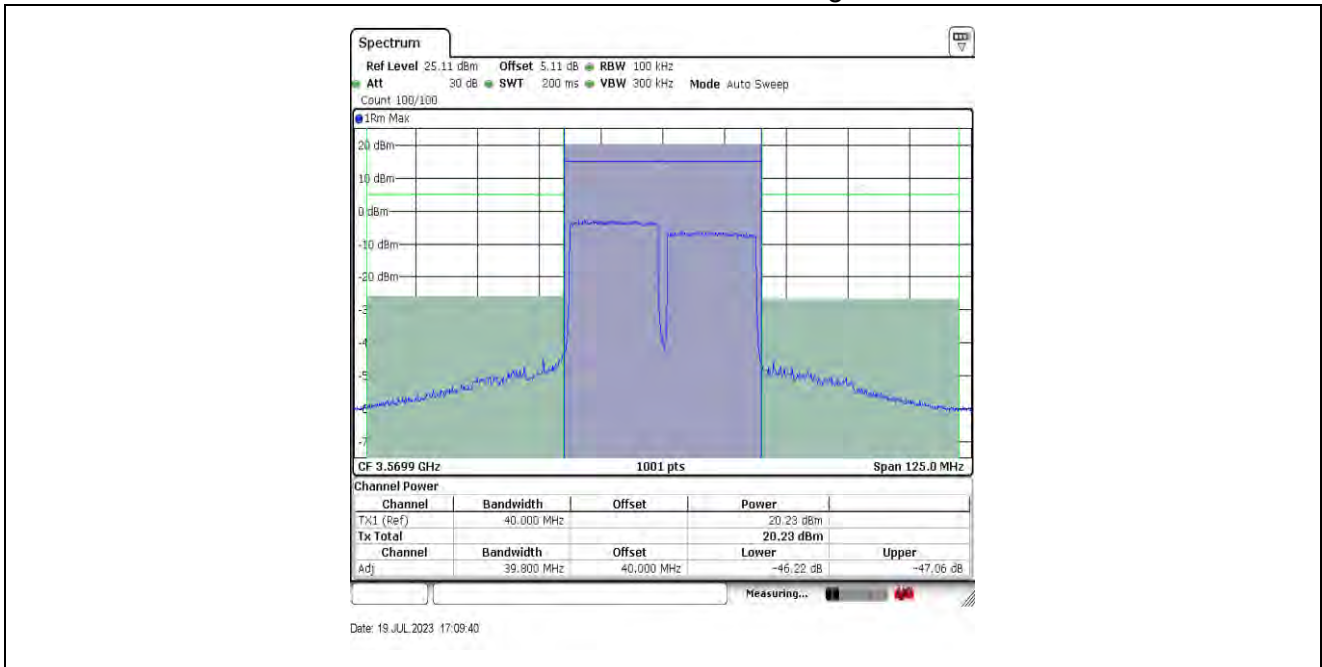 Spectrum
Ref Level 25.11 dBm Offset 5.11 dB RBW 100 kHz
Att 30 dB SWT 200 ms VBW 300 kHz Mode Auto Sweep
Count 100/100
1Rm Max
20 dBm
10 dBm
0 dBm
-10 dBm
-20 dBm
-3
-4
-5
-7
CF 3.5699 GHz 1001 pts Span 125.0 MHz
Channel Power
Channel Bandwidth Offset Power
TX1 (Ref) 40.000 MHz 20.23 dBm
Tx Total 20.23 dBm
Channel Bandwidth Offset Lower Upper
Adj 39.800 MHz 40.000 MHz -46.22 dB -47.06 dB
Measuring...
Date: 19.JUL.2023 17:09:40